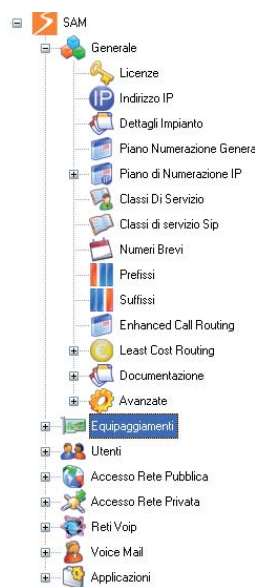 SAM
Generale
Licenze
IP Indirizzo IP
Dettagli Impianto
Piano Numerazione Genera
Piano di Numerazione IP
Classi Di Servizio
Classi di servizio Sip
Numeri Brevi
Prefissi
Suffissi
Enhanced Call Routing
Least Cost Routing
Documentazione
Avanzate
Equipaggiamenti
Utenti
Accesso Rete Pubblica
Accesso Rete Privata
Reti Voip
Voice Mail
Applicazioni